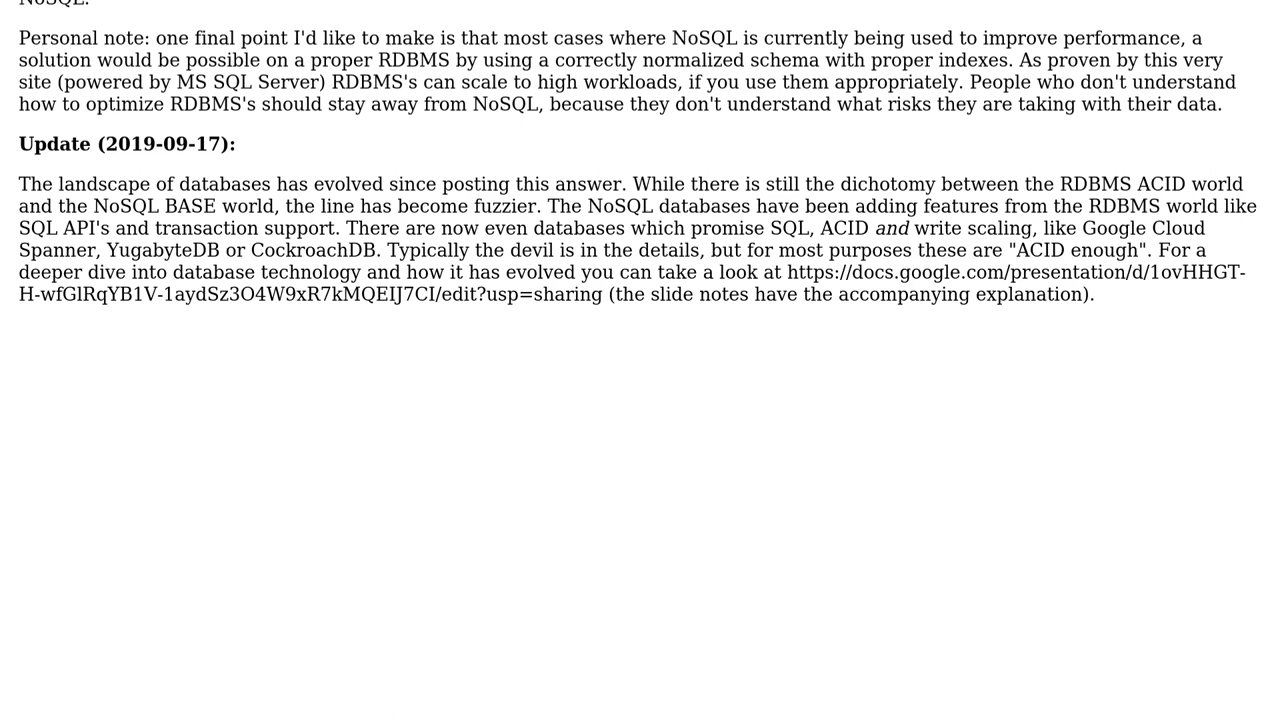 NoSQL.
Personal note: one final point I'd like to make is that most cases where NoSQL is currently being used to improve performance, a
solution would be possible on a proper RDBMS by using a correctly normalized schema with proper indexes. As proven by this very
site (powered by MS SQL Server) RDBMS's can scale to high workloads, if you use them appropriately. People who don't understand
how to optimize RDBMS's should stay away from NoSQL, because they don't understand what risks they are taking with their data.
Update (2019-09-17):
The landscape of databases has evolved since posting this answer. While there is still the dichotomy between the RDBMS ACID world
and the NoSQL BASE world, the line has become fuzzier. The NoSQL databases have been adding features from the RDBMS world like
SQL API's and transaction support. There are now even databases which promise SQL, ACID and write scaling, like Google Cloud
Spanner, YugabyteDB or CockroachDB. Typically the devil is in the details, but for most purposes these are "ACID enough". For a
deeper dive into database technology and how it has evolved you can take a look at https://docs.google.com/presentation/d/1ovHHGT-
H-wfGlRqYB1V-1aydSz3O4W9xR7kMQEIJ7CI/edit?usp=sharing (the slide notes have the accompanying explanation).